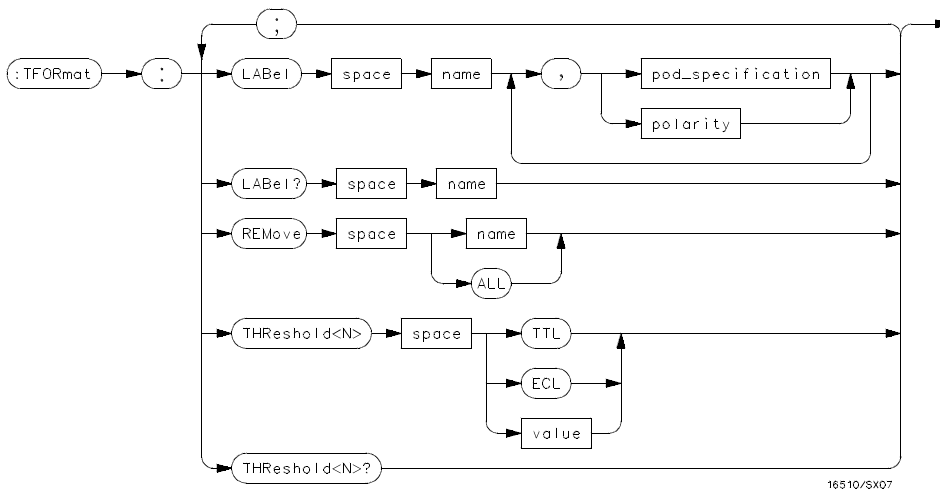 ;
:TFORmat : LABel space name , pod_specification
polarity
LABel? space name
REMove space name
ALL
THReshold<N> space TTL
ECL
value
THReshold<N>?
16510/SX07